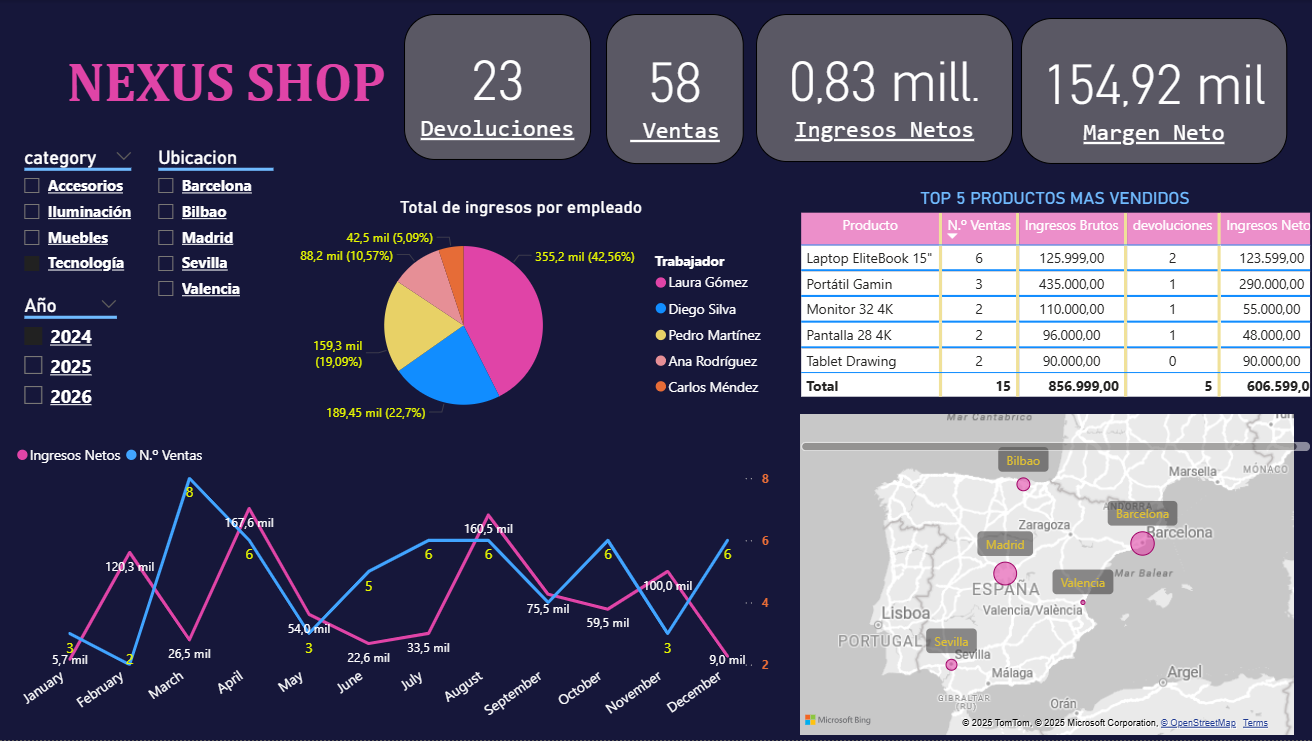 NEXUS SHOP
23
Devoluciones
58
Ventas
0,83 mill.
Ingresos Netos
154,92 mil
Margen Neto
category
Accesorios
Iluminación
Muebles
Tecnología
Ubicacion
Barcelona
Bilbao
Madrid
Sevilla
Valencia
Año
2024
2025
2026
Total de ingresos por empleado
42,5 mil (5,09%)
88,2 mil (10,57%)
355,2 mil (42,56%)
159,3 mil
(19,09%)
189,45 mil (22,7%)
Trabajador
Laura Gómez
Diego Silva
Pedro Martínez
Ana Rodríguez
Carlos Méndez
TOP 5 PRODUCTOS MAS VENDIDOS
Producto N.º Ventas Ingresos Brutos devoluciones Ingresos Neto
Laptop EliteBook 15" 6 125.999,00 2 123.599,00
Portátil Gamin 3 435.000,00 1 290.000,00
Monitor 32 4K 2 110.000,00 1 55.000,00
Pantalla 28 4K 2 96.000,00 1 48.000,00
Tablet Drawing 2 90.000,00 0 90.000,00
Total 15 856.999,00 5 606.599,0
Ingresos Netos N.º Ventas
8
6
4
2
3
5,7 mil
2
120,3 mil
8
26,5 mil
167,6 mil
6
54,0 mil
3
5
22,6 mil
6
33,5 mil
160,5 mil
6
75,5 mil
6
59,5 mil
100,0 mil
3
6
9,0 mil
January
February
March
April
May
June
July
August
September
October
November
December
Mar Cantábrico
Bilbao
Marsella
MÓNACO
ANDORRA
Barcelona
Zaragoza
Barcelona
Madrid
Mar Balear
ESPAÑA
Valencia
Valencia/València
Lisboa
PORTUGAL
Sevilla
Sevilla
Málaga
Argel
GIBRALTAR
(RU)
Orán
Microsoft Bing
© 2025 TomTom, © 2025 Microsoft Corporation, © OpenStreetMap Terms